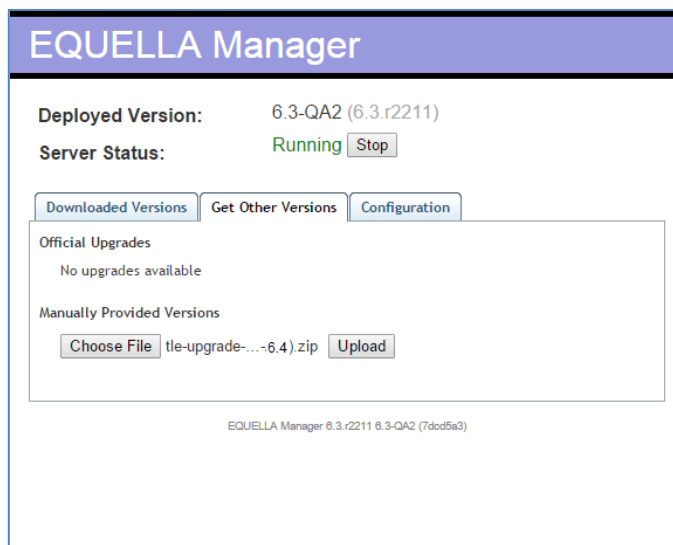 EQUELLA Manager
Deployed Version: 6.3-QA2 (6.3.r2211)
Server Status: Running Stop
Downloaded Versions Get Other Versions Configuration
Official Upgrades
No upgrades available
Manually Provided Versions
Choose File tle-upgrade-...-6.4).zip Upload
EQUELLA Manager 6.3.r2211 6.3-QA2 (7dcd5a3)